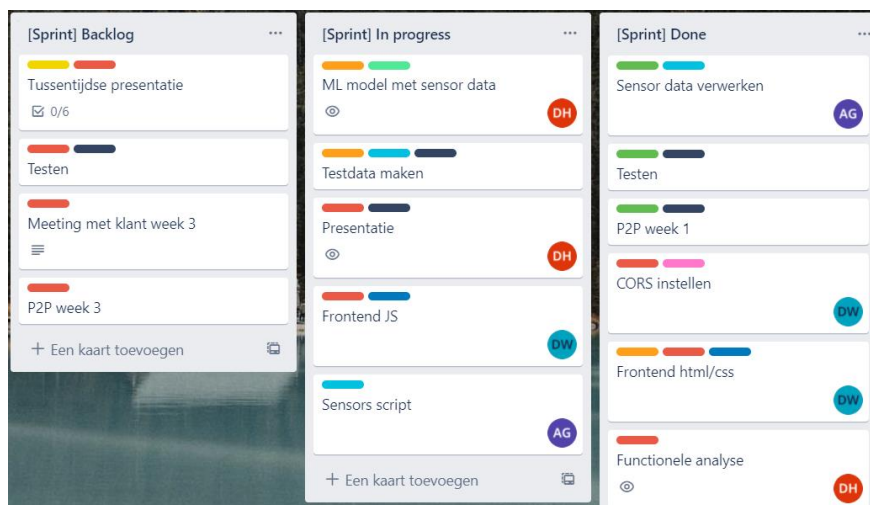 [Sprint] Backlog
Tussentijdse presentatie
0/6
Testen
Meeting met klant week 3
P2P week 3
+ Een kaart toevoegen
[Sprint] In progress
ML model met sensor data
DH
Testdata maken
Presentatie
DH
Frontend JS
DW
Sensors script
AG
+ Een kaart toevoegen
[Sprint] Done
Sensor data verwerken
AG
Testen
P2P week 1
CORS instellen
DW
Frontend html/css
DW
Functionele analyse
DH